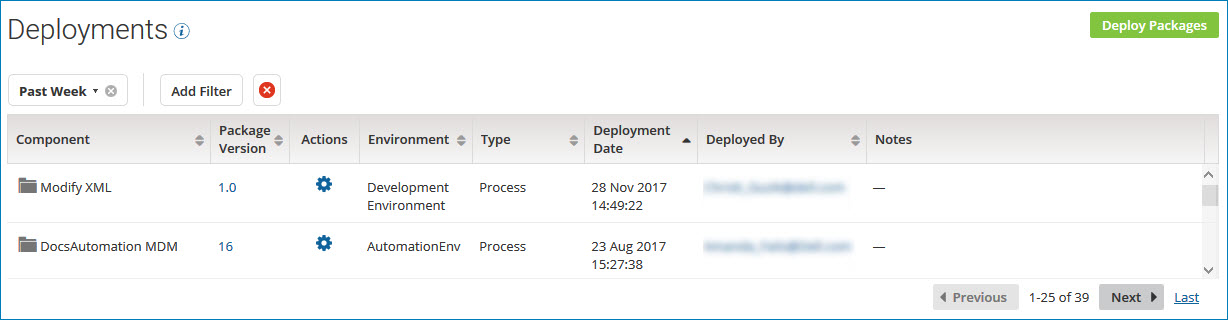 Deployments
Deploy Packages
Past Week
Add Filter
Component
Package
Version
Actions
Environment
Type
Deployment
Date
Deployed By
Notes
Modify XML
1.0
Development
Environment
Process
28 Nov 2017
14:49:22
—
DocsAutomation MDM
16
AutomationEnv
Process
23 Aug 2017
15:27:38
—
Previous
1-25 of 39
Next
Last